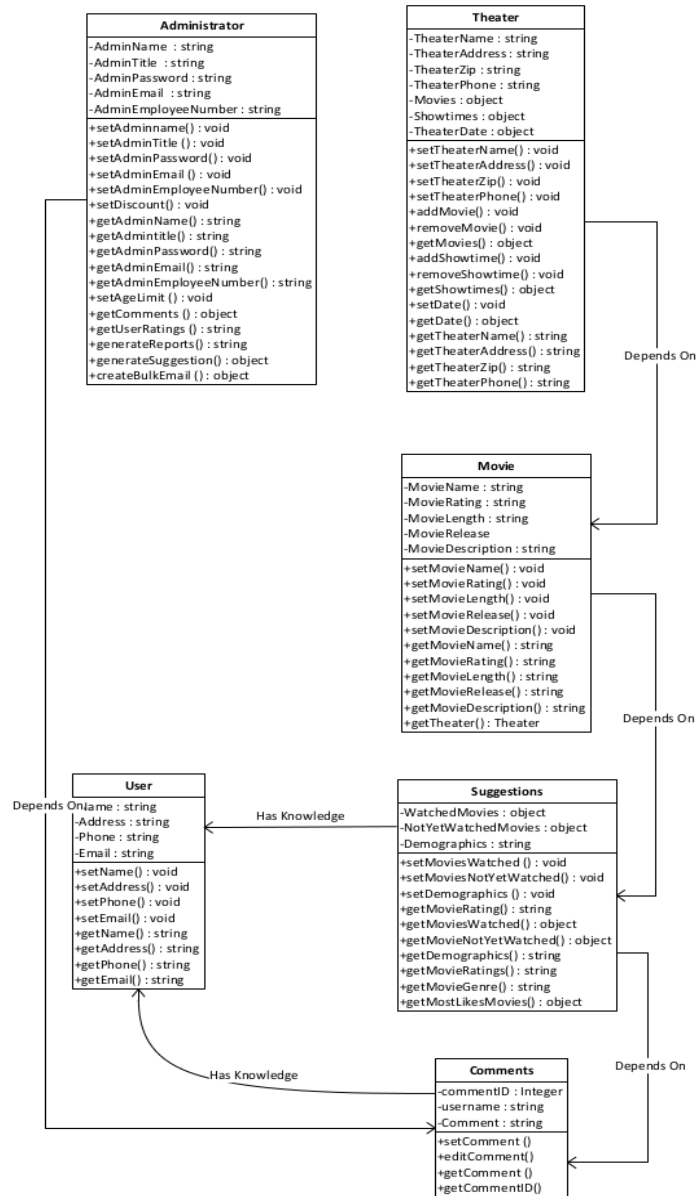 Administrator
-AdminName : string
-AdminTitle : string
-AdminPassword : string
-AdminEmail : string
-AdminEmployeeNumber : string
+setAdminname() : void
+setAdminTitle () : void
+setAdminPassword() : void
+setAdminEmail () : void
+setAdminEmployeeNumber() : void
+setDiscount() : void
+getAdminName() : string
+getAdmintitle() : string
+getAdminPassword() : string
+getAdminEmail() : string
+getAdminEmployeeNumber() : string
+setAgeLimit () : void
+getComments () : object
+getUserRatings () : string
+generateReports() : string
+generateSuggestion() : object
+createBulkEmail () : object
Theater
-TheaterName : string
-TheaterAddress : string
-TheaterZip : string
-TheaterPhone : string
-Movies : object
-Showtimes : object
-TheaterDate : object
+setTheaterName() : void
+setTheaterAddress() : void
+setTheaterZip() : void
+setTheaterPhone() : void
+addMovie() : void
+removeMovie() : void
+getMovies() : object
+addShowtime() : void
+removeShowtime() : void
+getShowtimes() : object
+setDate() : void
+getDate() : object
+getTheaterName() : string
+getTheaterAddress() : string
+getTheaterZip() : string
+getTheaterPhone() : string
Depends On
Movie
-MovieName : string
-MovieRating : string
-MovieLength : string
-MovieRelease
-MovieDescription : string
+setMovieName() : void
+setMovieRating() : void
+setMovieLength() : void
+setMovieRelease() : void
+setMovieDescription() : void
+getMovieName() : string
+getMovieRating() : string
+getMovieLength() : string
+getMovieRelease() : string
+getMovieDescription() : string
+getTheater() : Theater
Depends On
User
Depends On
Name : string
-Address : string
-Phone : string
-Email : string
+setName() : void
+setAddress() : void
+setPhone() : void
+setEmail() : void
+getName() : string
+getAddress() : string
+getPhone() : string
+getEmail() : string
Has Knowledge
Suggestions
-WatchedMovies : object
-NotYetWatchedMovies : object
-Demographics : string
+setMoviesWatched () : void
+setMoviesNotYetWatched() : void
+setDemographics () : void
+getMovieRating() : string
+getMoviesWatched() : object
+getMovieNotYetWatched() : object
+getDemographics() : string
+getMovieRatings() : string
+getMovieGenre() : string
+getMostLikesMovies() : object
Depends On
Has Knowledge
Comments
-commentID : Integer
-username : string
-Comment : string
+setComment ()
+editComment()
+getComment ()
+getCommentID()